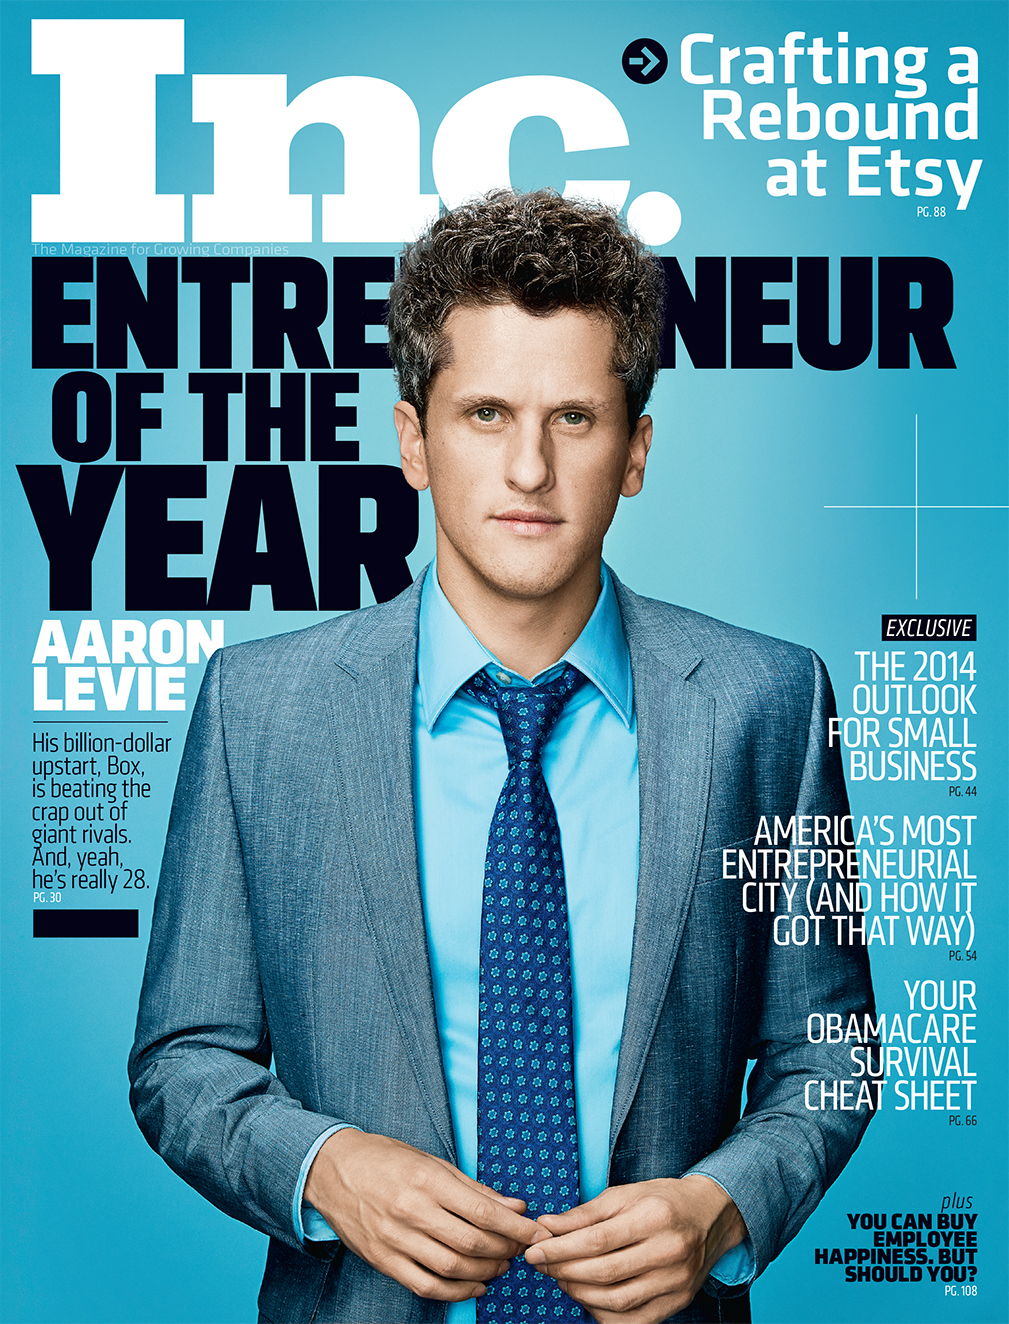 Inc.
The Magazine for Growing Companies
Crafting a
Rebound
at Etsy
PG. 88
ENTRE NEUR
OF THE
YEAR
AARON
LEVIE
His billion-dollar
upstart, Box,
is beating the
crap out of
giant rivals.
And, yeah,
he's really 28.
PG. 30
EXCLUSIVE
THE 2014
OUTLOOK
FOR SMALL
BUSINESS
PG. 44
AMERICA'S MOST
ENTREPRENEURIAL
CITY (AND HOW IT
GOT THAT WAY)
PG. 54
YOUR
OBAMACARE
SURVIVAL
CHEAT SHEET
PG. 66
plus
YOU CAN BUY
EMPLOYEE
HAPPINESS. BUT
SHOULD YOU?
PG. 108